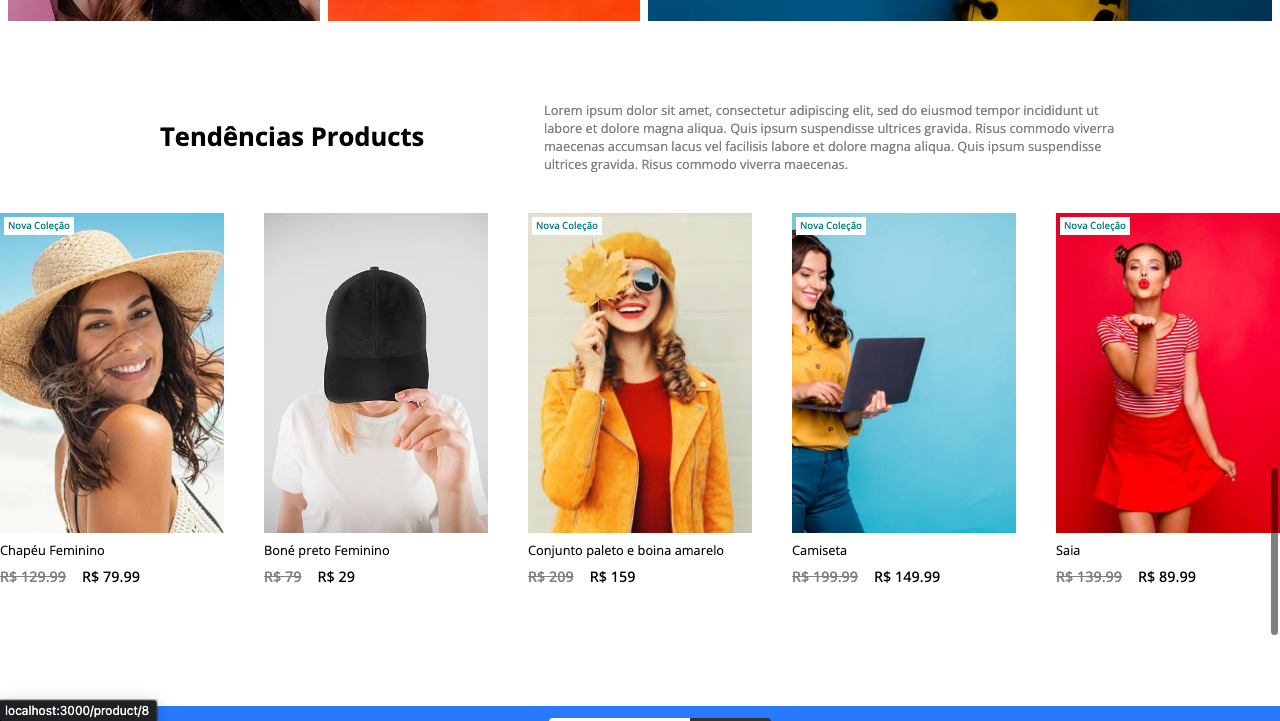 Tendências Products
Lorem ipsum dolor sit amet, consectetur adipiscing elit, sed do eiusmod tempor incididunt ut
labore et dolore magna aliqua. Quis ipsum suspendisse ultrices gravida. Risus commodo viverra
maecenas accumsan lacus vel facilisis labore et dolore magna aliqua. Quis ipsum suspendisse
ultrices gravida. Risus commodo viverra maecenas.
Nova Coleção
Chapéu Feminino
R$ 129.99 R$ 79.99
Boné preto Feminino
R$ 79 R$ 29
Nova Coleção
Conjunto paleto e boina amarelo
R$ 209 R$ 159
Nova Coleção
Camiseta
R$ 199.99 R$ 149.99
Nova Coleção
Saia
R$ 139.99 R$ 89.99
localhost:3000/product/8